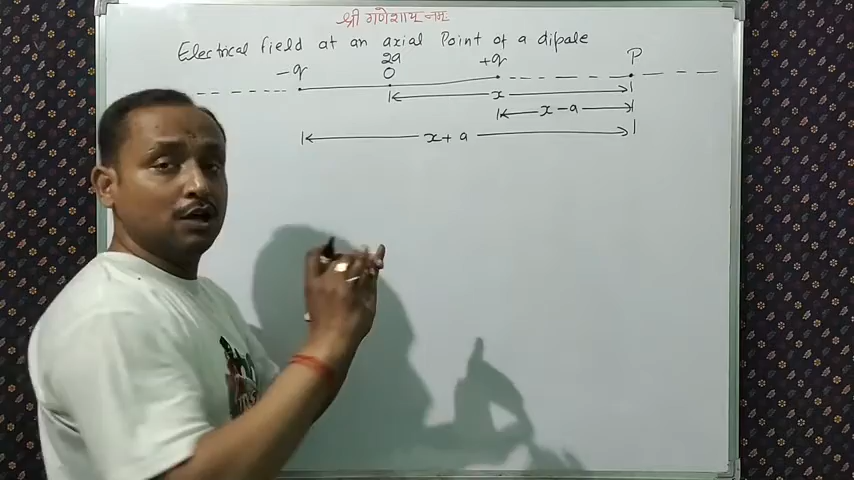 श्री गणेशाय नमः
Electrical field at an axial Point of a dipole
-q 2a +q P
O
x
x-a
x+a